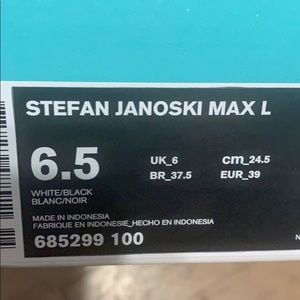 STEFAN JANOSKI MAX L
6.5
UK_6
cm_24.5
BR_37.5
EUR_39
WHITE/BLACK
BLANC/NOIR
MADE IN INDONESIA
FABRIQUE EN INDONESIE_HECHO EN INDONESIA
685299 100